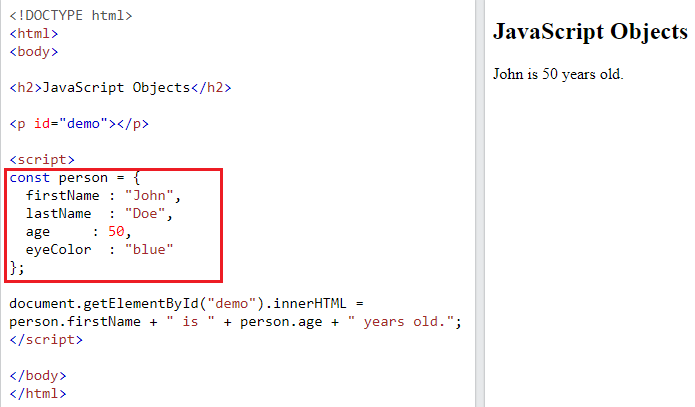 <!DOCTYPE html>
<html>
<body>
<h2>JavaScript Objects</h2>
<p id="demo"></p>
<script>
const person = {
  firstName : "John",
  lastName  : "Doe",
  age     : 50,
  eyeColor  : "blue"
};
document.getElementById("demo").innerHTML =
person.firstName + " is " + person.age + " years old.";
</script>
</body>
</html>
JavaScript Objects
John is 50 years old.